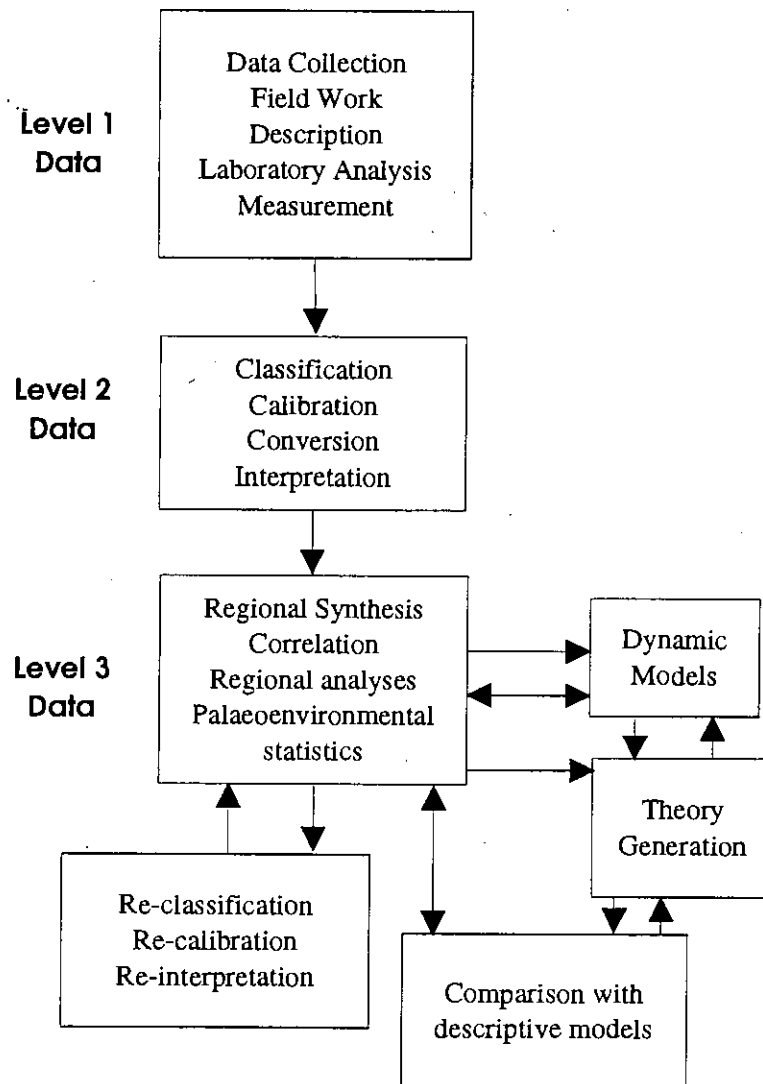 Data Collection
Field Work
Description
Laboratory Analysis
Measurement
Level 1
Data
Classification
Calibration
Conversion
Interpretation
Level 2
Data
Regional Synthesis
Correlation
Regional analyses
Palaeoenvironmental
statistics
Level 3
Data
Dynamic
Models
Theory
Generation
Re-classification
Re-calibration
Re-interpretation
Comparison with
descriptive models